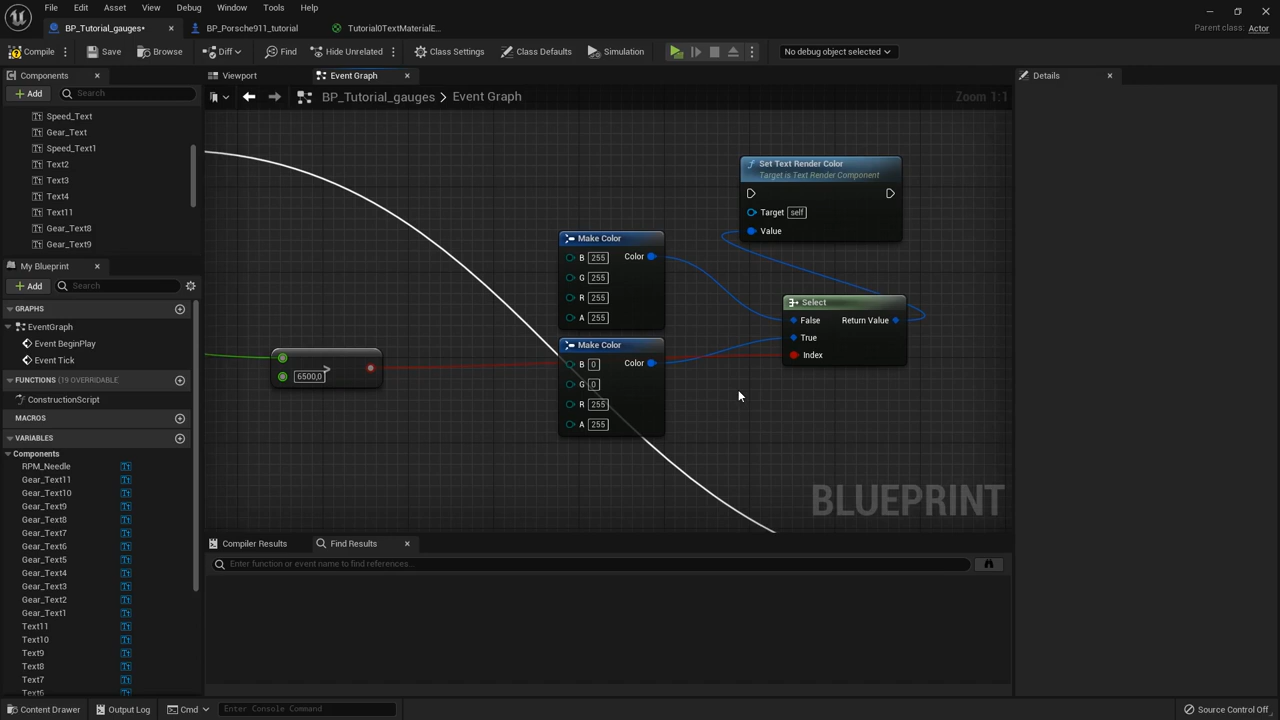 File Edit Asset View Debug Window Tools Help
BP_Tutorial_gauges* BP_Porsche911_tutorial Tutorial0TextMaterialE... Parent class: Actor
Compile Save Browse Diff Find Hide Unrelated Class Settings Class Defaults Simulation No debug object selected
Components Viewport Event Graph Details
+ Add Search BP_Tutorial_gauges > Event Graph Zoom 1:1
Speed_Text
Gear_Text
Speed_Text1
Text2
Text3
Text4
Text11
Gear_Text8
Gear_Text9
My Blueprint
+ Add Search
GRAPHS
EventGraph
Event BeginPlay
Event Tick
FUNCTIONS (19 OVERRIDABLE
ConstructionScript
MACROS
VARIABLES
Components
RPM_Needle
Gear_Text11
Gear_Text10
Gear_Text9
Gear_Text8
Gear_Text7
Gear_Text6
Gear_Text5
Gear_Text4
Gear_Text3
Gear_Text2
Gear_Text1
Text11
Text10
Text9
Text8
Text7
Text6
Set Text Render Color
Target is Text Render Component
Target self
Value
Make Color
B 255 Color
G 255
R 255
A 255
Make Color
B 0 Color
G 0
R 255
A 255
Select
False Return Value
True
Index
>
6500,0
BLUEPRINT
Compiler Results Find Results
Enter function or event name to find references...
Content Drawer Output Log Cmd Enter Console Command Source Control Off